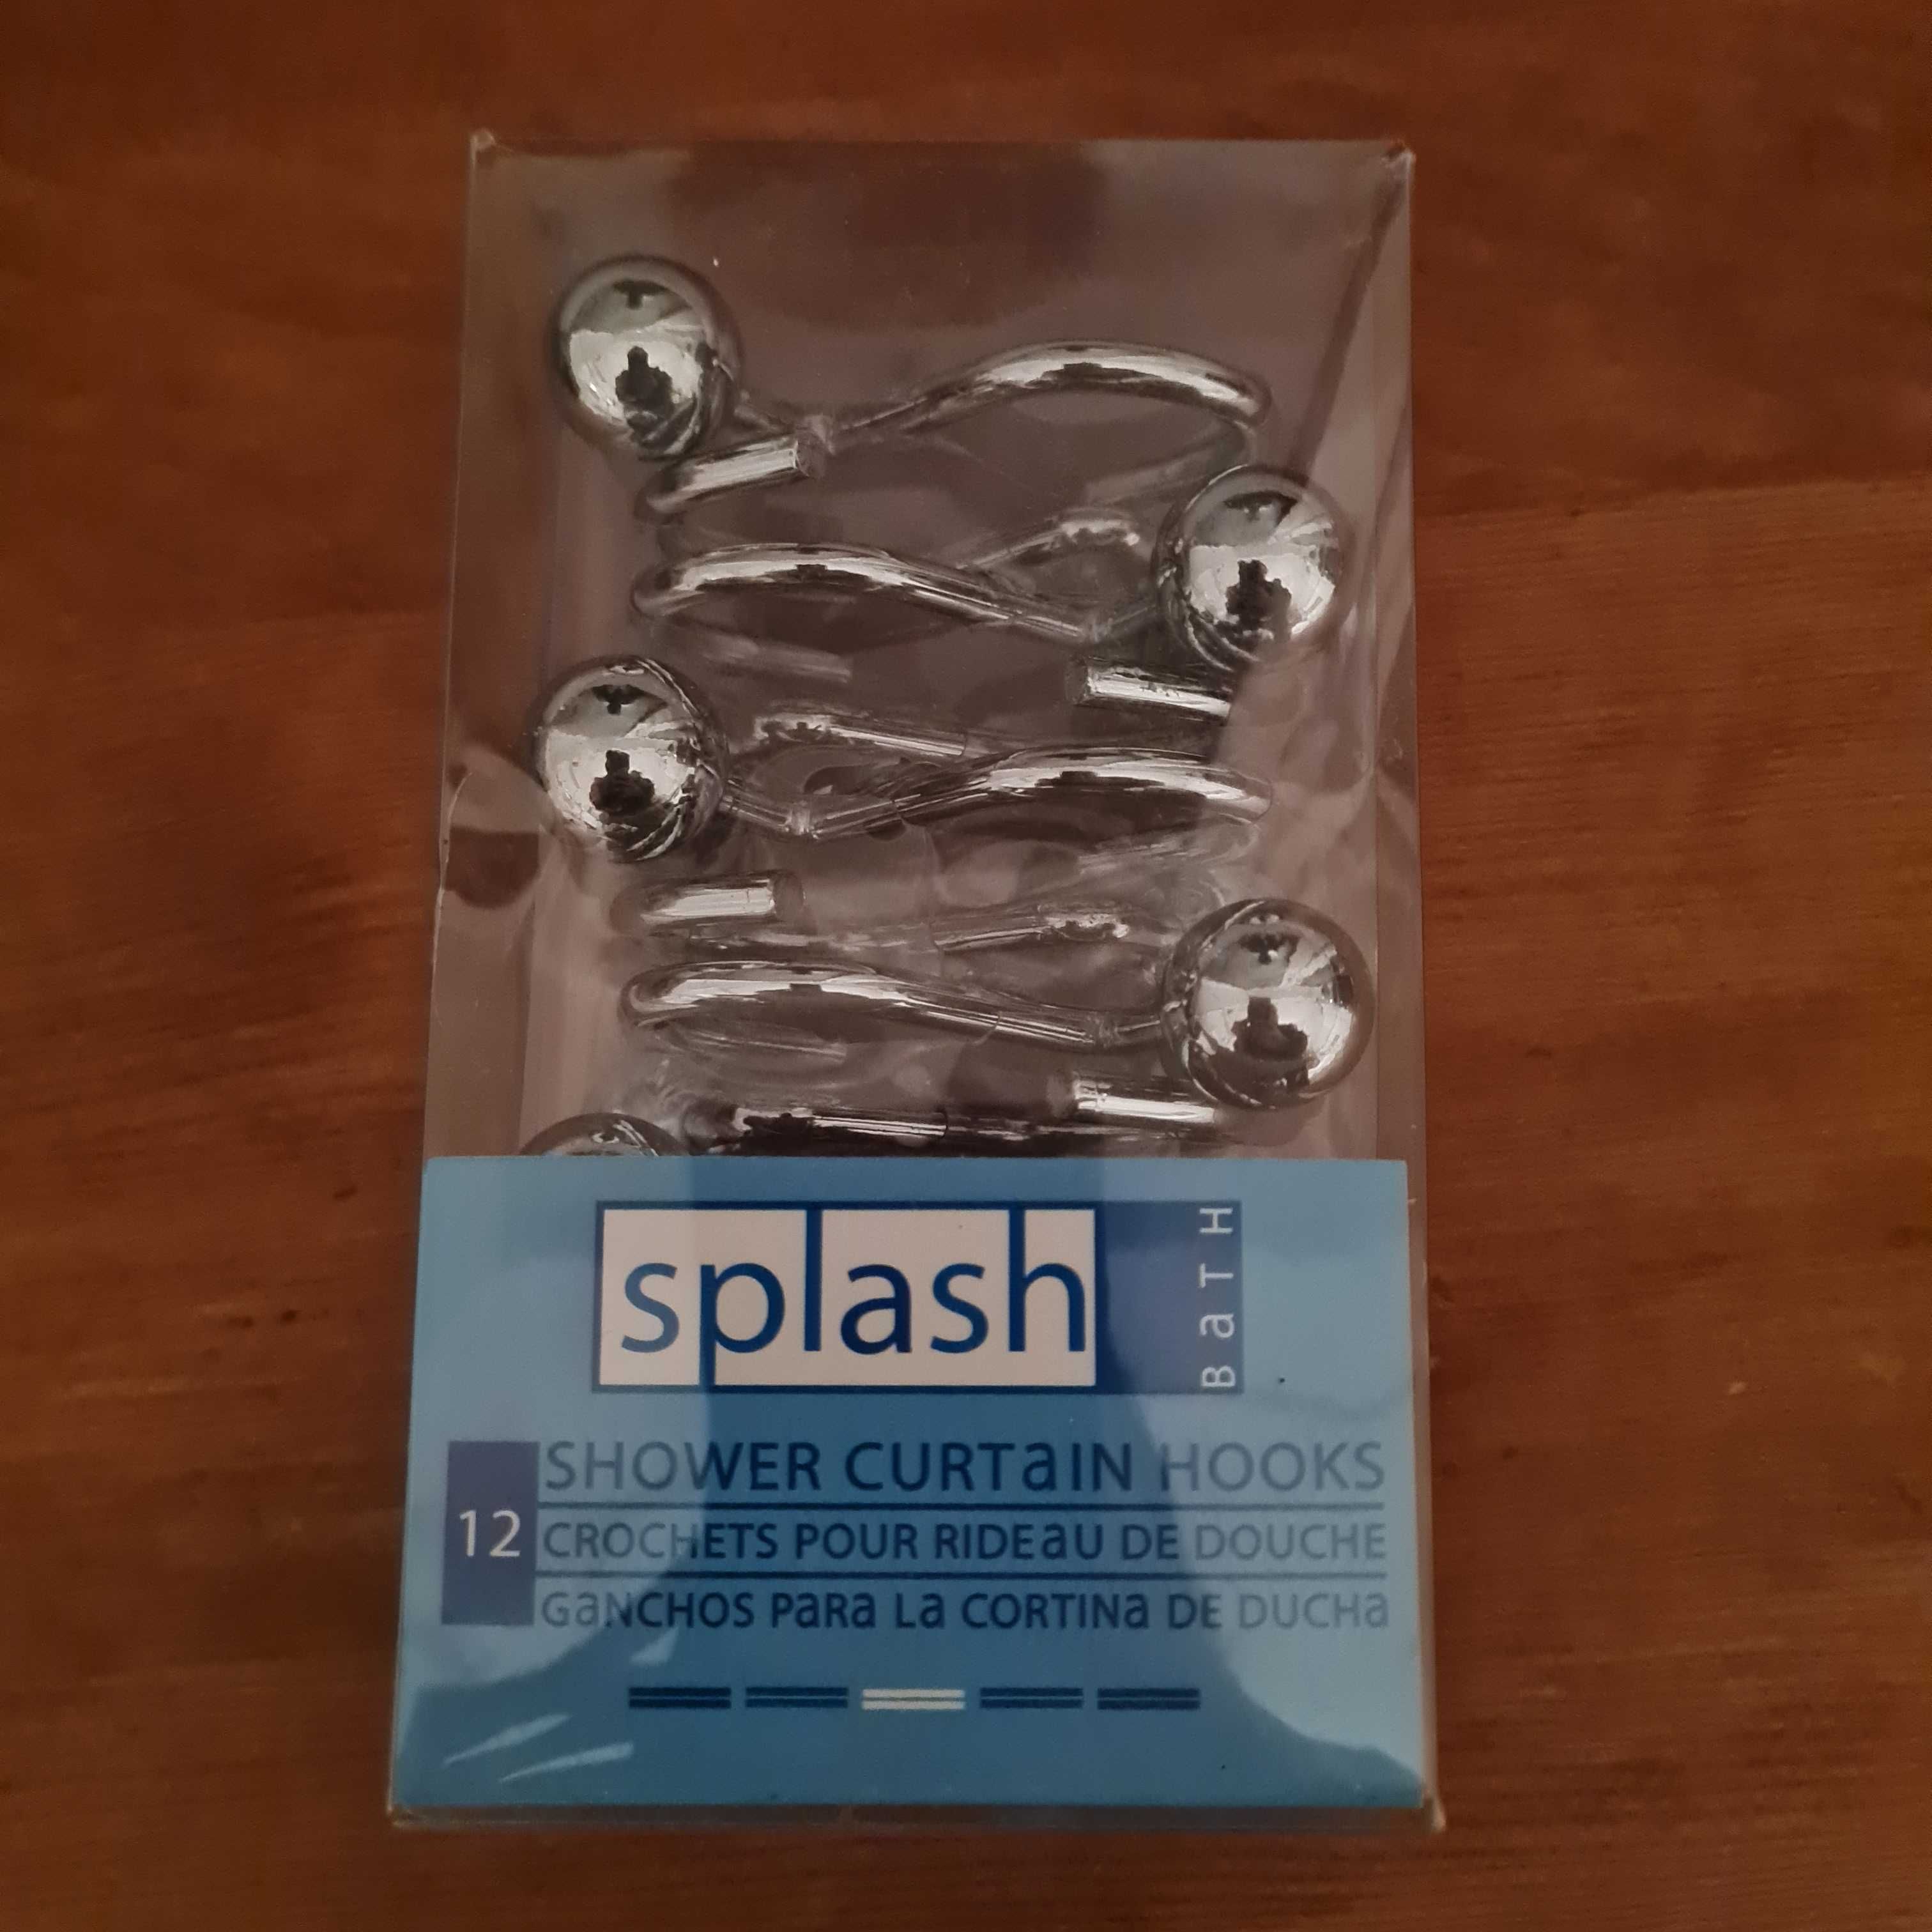 splash
BaTH
12
SHOWER CURTaIN HOOKS
CROCHETS POUR RIDEaU DE DOUCHE
GaNCHOS PaRa La CORTINa DE DUCHa